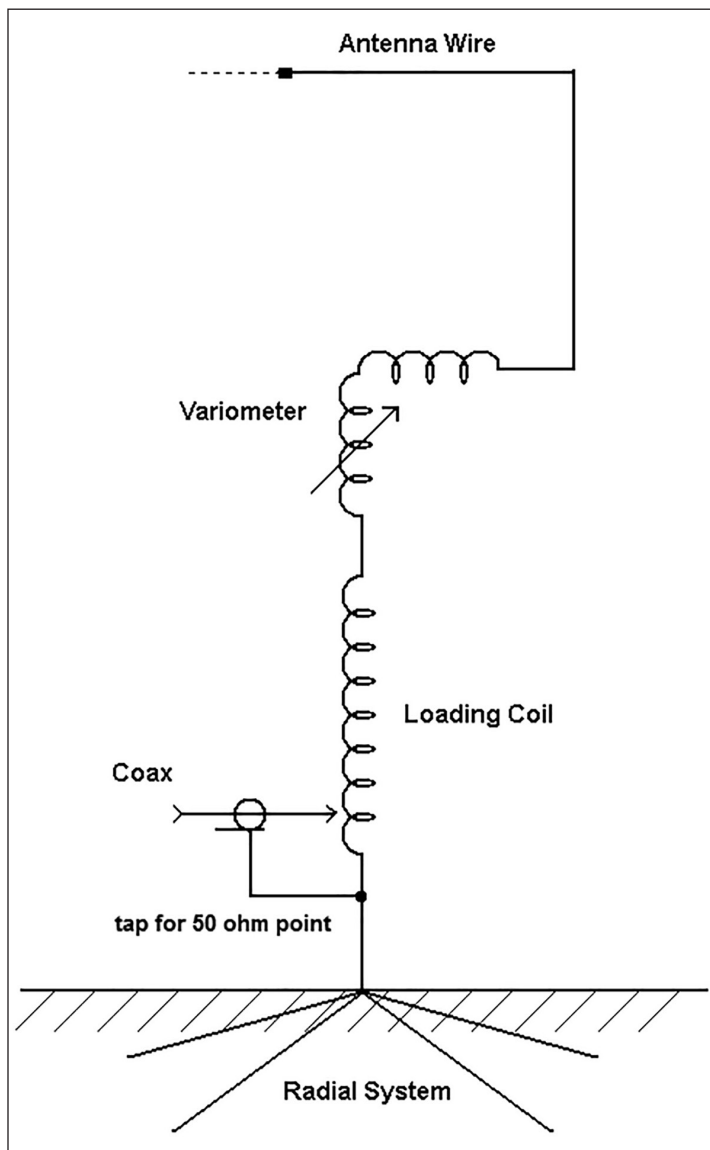 Antenna Wire
Variometer
Loading Coil
Coax
tap for 50 ohm point
Radial System